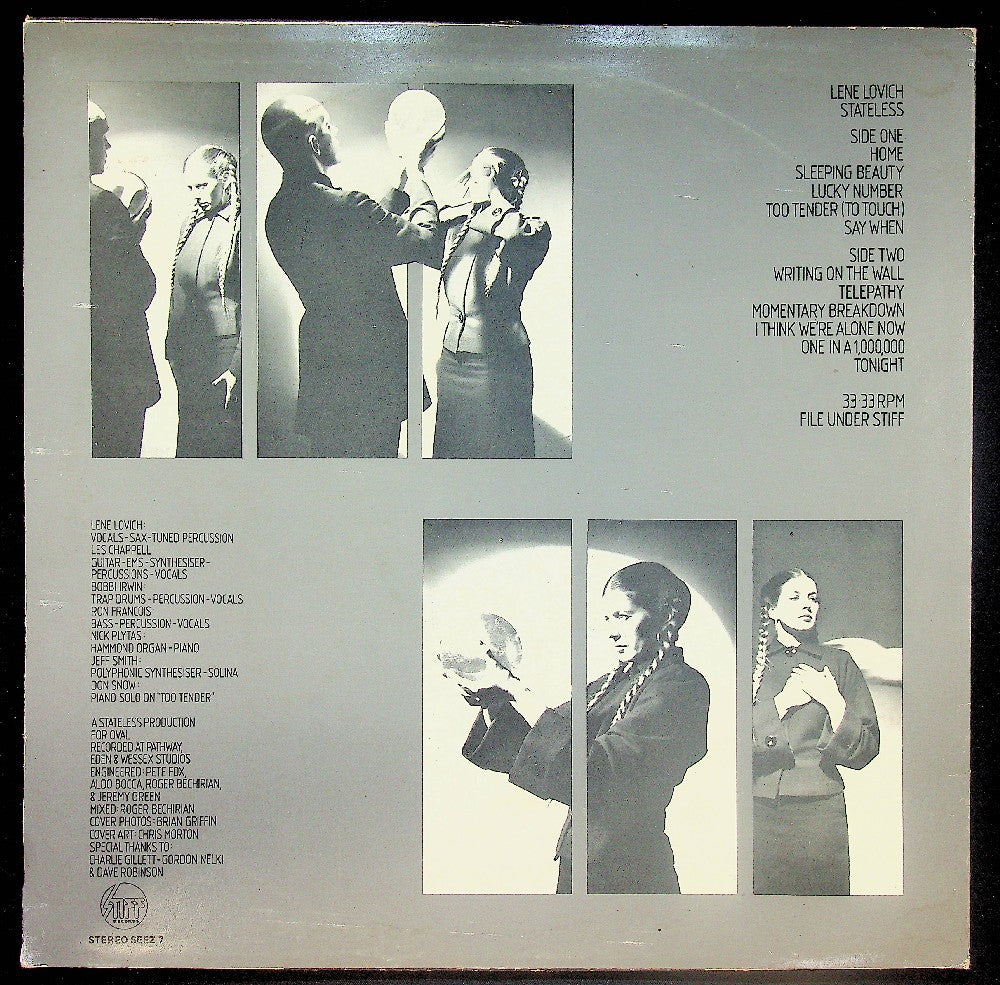 LENE LOVICH
STATELESS
SIDE ONE
HOME
SLEEPING BEAUTY
LUCKY NUMBER
TOO TENDER (TO TOUCH)
SAY WHEN
SIDE TWO
WRITING ON THE WALL
TELEPATHY
MOMENTARY BREAKDOWN
I THINK WE'RE ALONE NOW
ONE IN A 1,000,000
TONIGHT
33·33 RPM
FILE UNDER STIFF
LENE LOVICH:
VOCALS-SAX-TUNED PERCUSSION
LES CHAPPELL
GUITAR-EMS-SYNTHESISER-
PERCUSSIONS-VOCALS
BOBBI IRWIN:
TRAP DRUMS-PERCUSSION-VOCALS
RON FRANCOIS
BASS-PERCUSSION-VOCALS
NICK PLYTAS:
HAMMOND ORGAN-PIANO
JEFF SMITH:
POLYPHONIC SYNTHESISER-SOLINA
DON SNOW:
PIANO SOLO ON "TOO TENDER"
A STATELESS PRODUCTION
FOR OVAL
RECORDED AT PATHWAY,
EDEN & WESSEX STUDIOS
ENGINEERED: PETE FOX,
ALDO BOCCA, ROGER BECHIRIAN,
& JEREMY GREEN
MIXED: ROGER BECHIRIAN
COVER PHOTOS: BRIAN GRIFFIN
COVER ART: CHRIS MORTON
SPECIAL THANKS TO:
CHARLIE GILLETT-GORDON NELKI
& DAVE ROBINSON
STIFF
RECORDS
STEREO SEEZ 7